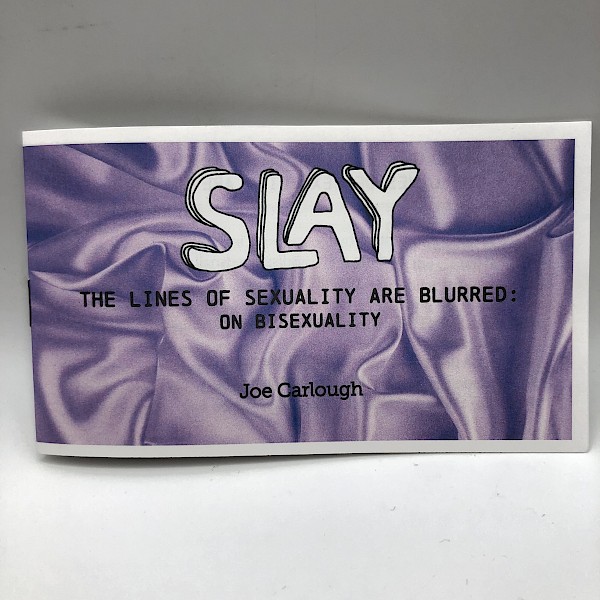 SLAY
THE LINES OF SEXUALITY ARE BLURRED:
ON BISEXUALITY
Joe Carlough